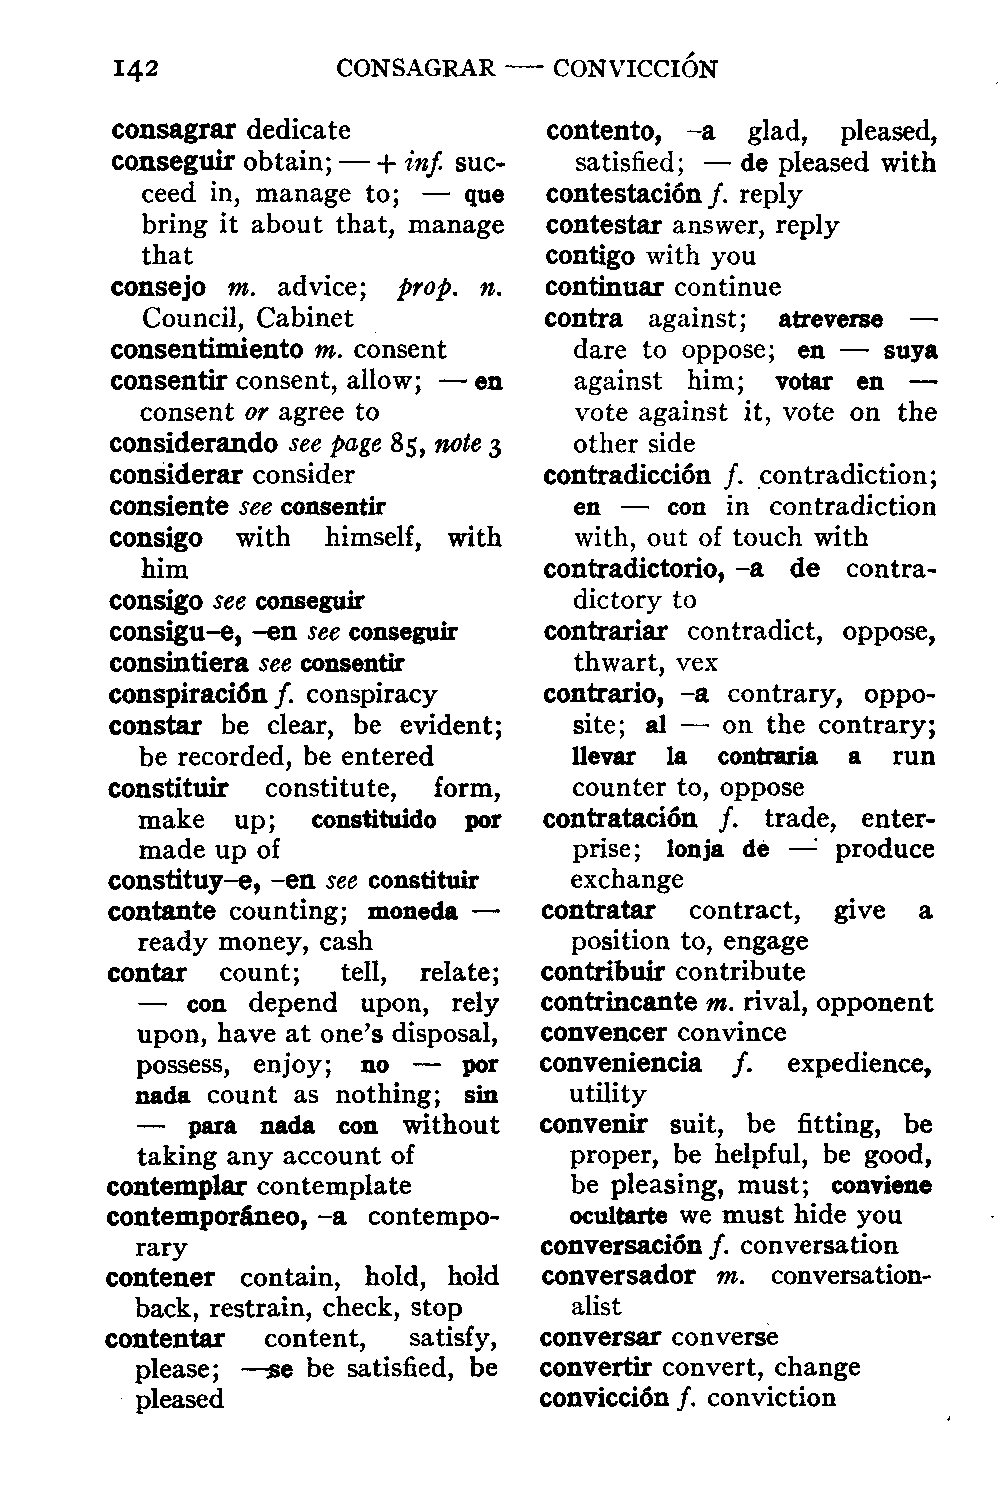 142 CONSAGRAR — CONVICCIÓN
consagrar dedicate
conseguir obtain; — + inf. suc-
ceed in, manage to; — que
bring it about that, manage
that
consejo m. advice; prop. n.
Council, Cabinet
consentimiento m. consent
consentir consent, allow; — en
consent or agree to
considerando see page 85, note 3
considerar consider
consiente see consentir
consigo with himself, with
him
consigo see conseguir
consigu-e, -en see conseguir
consintiera see consentir
conspiración f. conspiracy
constar be clear, be evident;
be recorded, be entered
constituir constitute, form,
make up; constituido por
made up of
constituy-e, -en see constituir
contante counting; moneda —
ready money, cash
contar count; tell, relate;
— con depend upon, rely
upon, have at one's disposal,
possess, enjoy; no — por
nada count as nothing; sin
— para nada con without
taking any account of
contemplar contemplate
contemporáneo, -a contempo-
rary
contener contain, hold, hold
back, restrain, check, stop
contentar content, satisfy,
please; —se be satisfied, be
pleased
contento, -a glad, pleased,
satisfied; — de pleased with
contestación f. reply
contestar answer, reply
contigo with you
continuar continue
contra against; atreverse —
dare to oppose; en — suya
against him; votar en —
vote against it, vote on the
other side
contradicción f. contradiction;
en — con in contradiction
with, out of touch with
contradictorio, -a de contra-
dictory to
contrariar contradict, oppose,
thwart, vex
contrario, -a contrary, oppo-
site; al — on the contrary;
llevar la contraria a run
counter to, oppose
contratación f. trade, enter-
prise; lonja de — produce
exchange
contratar contract, give a
position to, engage
contribuir contribute
contrincante m. rival, opponent
convencer convince
conveniencia f. expedience,
utility
convenir suit, be fitting, be
proper, be helpful, be good,
be pleasing, must; conviene
ocultarte we must hide you
conversación f. conversation
conversador m. conversation-
alist
conversar converse
convertir convert, change
convicción f. conviction